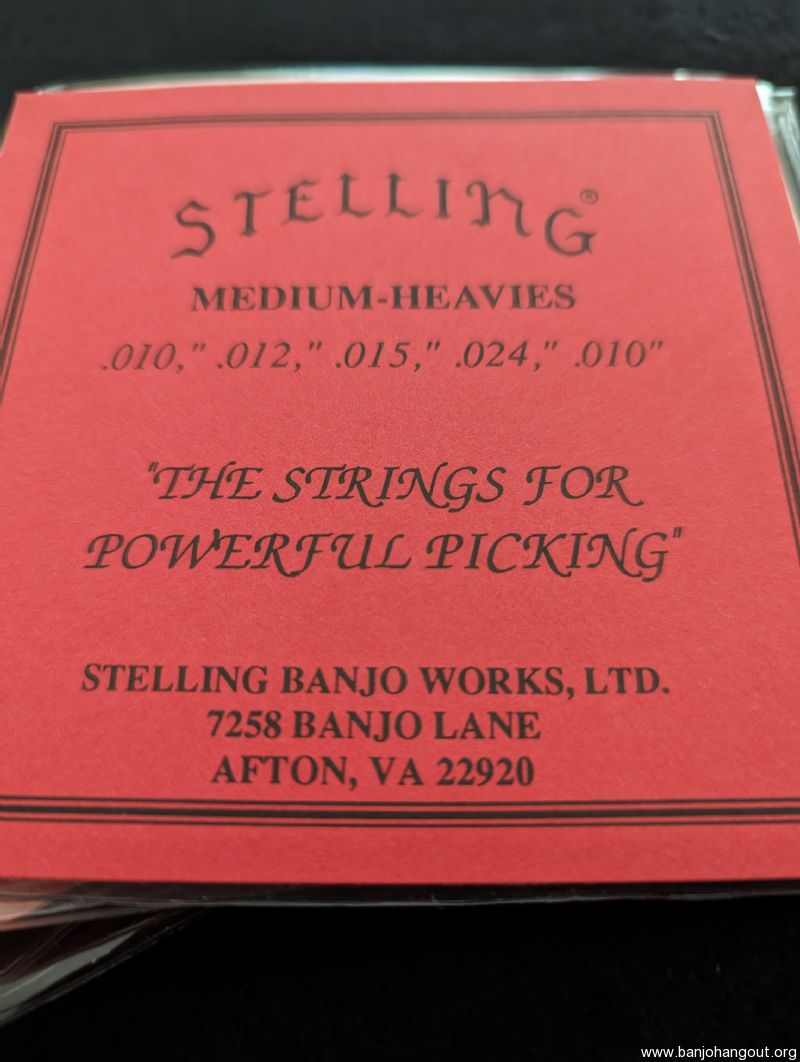 STELLING®
MEDIUM-HEAVIES
.010," .012," .015," .024," .010"
"THE STRINGS FOR
POWERFUL PICKING"
STELLING BANJO WORKS, LTD.
7258 BANJO LANE
AFTON, VA 22920
www.banjohangout.org